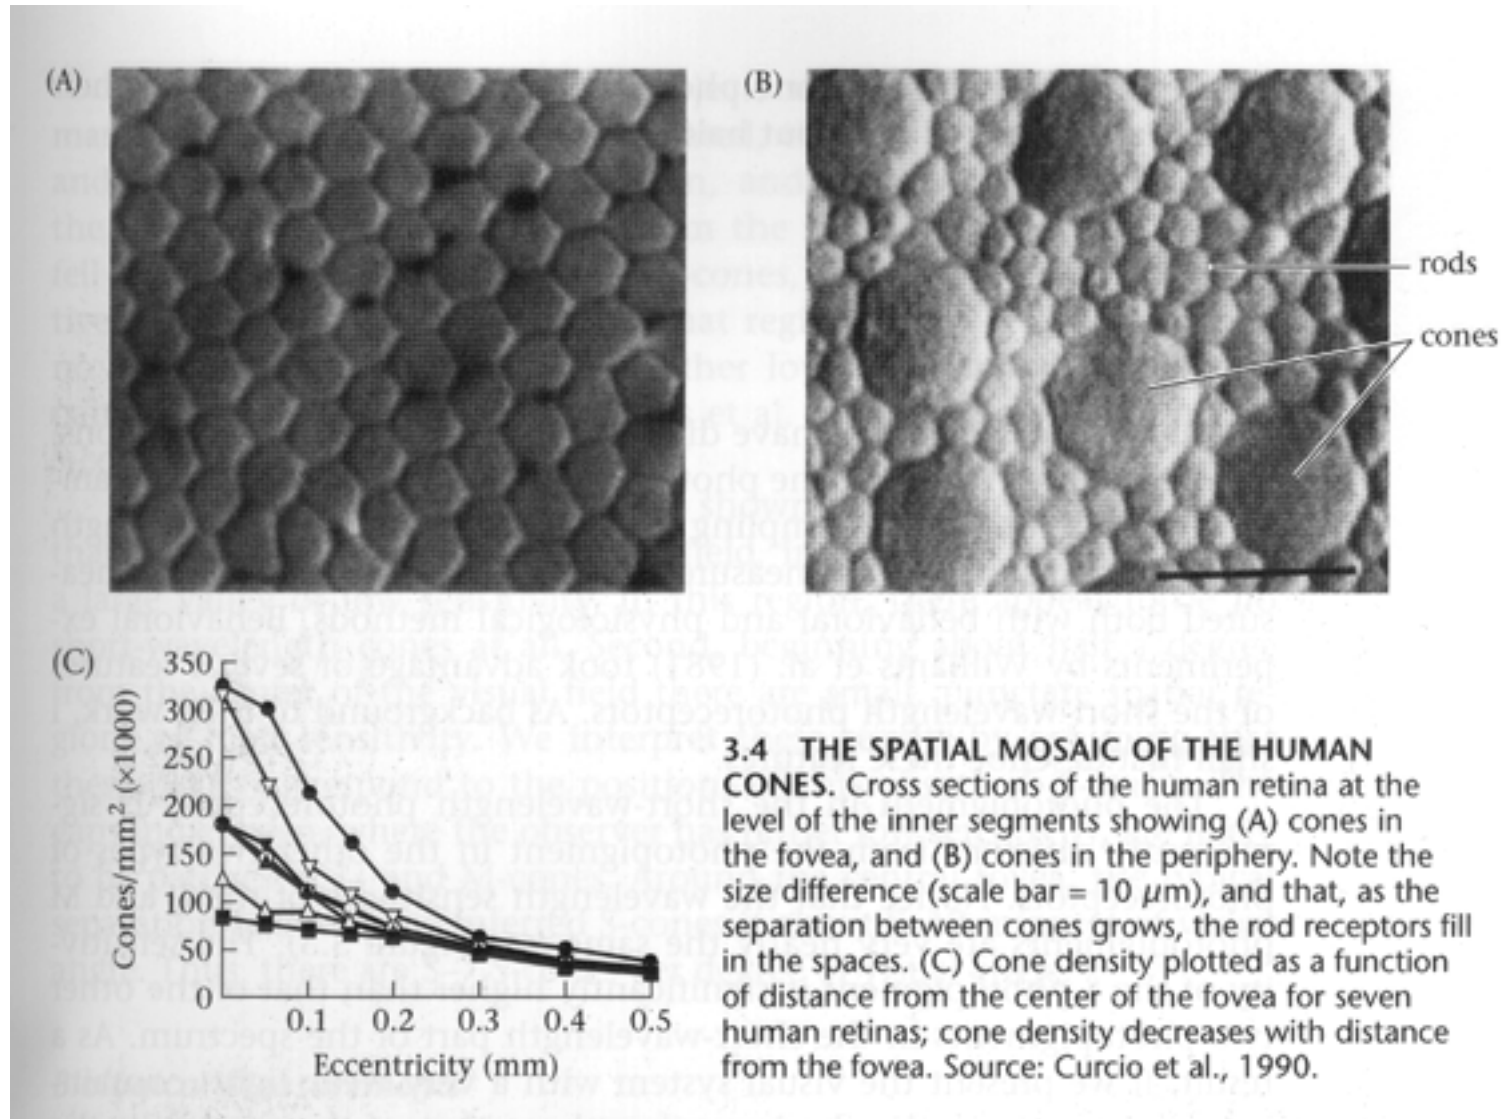 (A)
(B)
rods
cones
(C)
350
300
250
200
150
100
50
0
Cones/mm² (×1000)
0.1 0.2 0.3 0.4 0.5
Eccentricity (mm)
3.4 THE SPATIAL MOSAIC OF THE HUMAN
CONES. Cross sections of the human retina at the
level of the inner segments showing (A) cones in
the fovea, and (B) cones in the periphery. Note the
size difference (scale bar = 10 μm), and that, as the
separation between cones grows, the rod receptors fill
in the spaces. (C) Cone density plotted as a function
of distance from the center of the fovea for seven
human retinas; cone density decreases with distance
from the fovea. Source: Curcio et al., 1990.